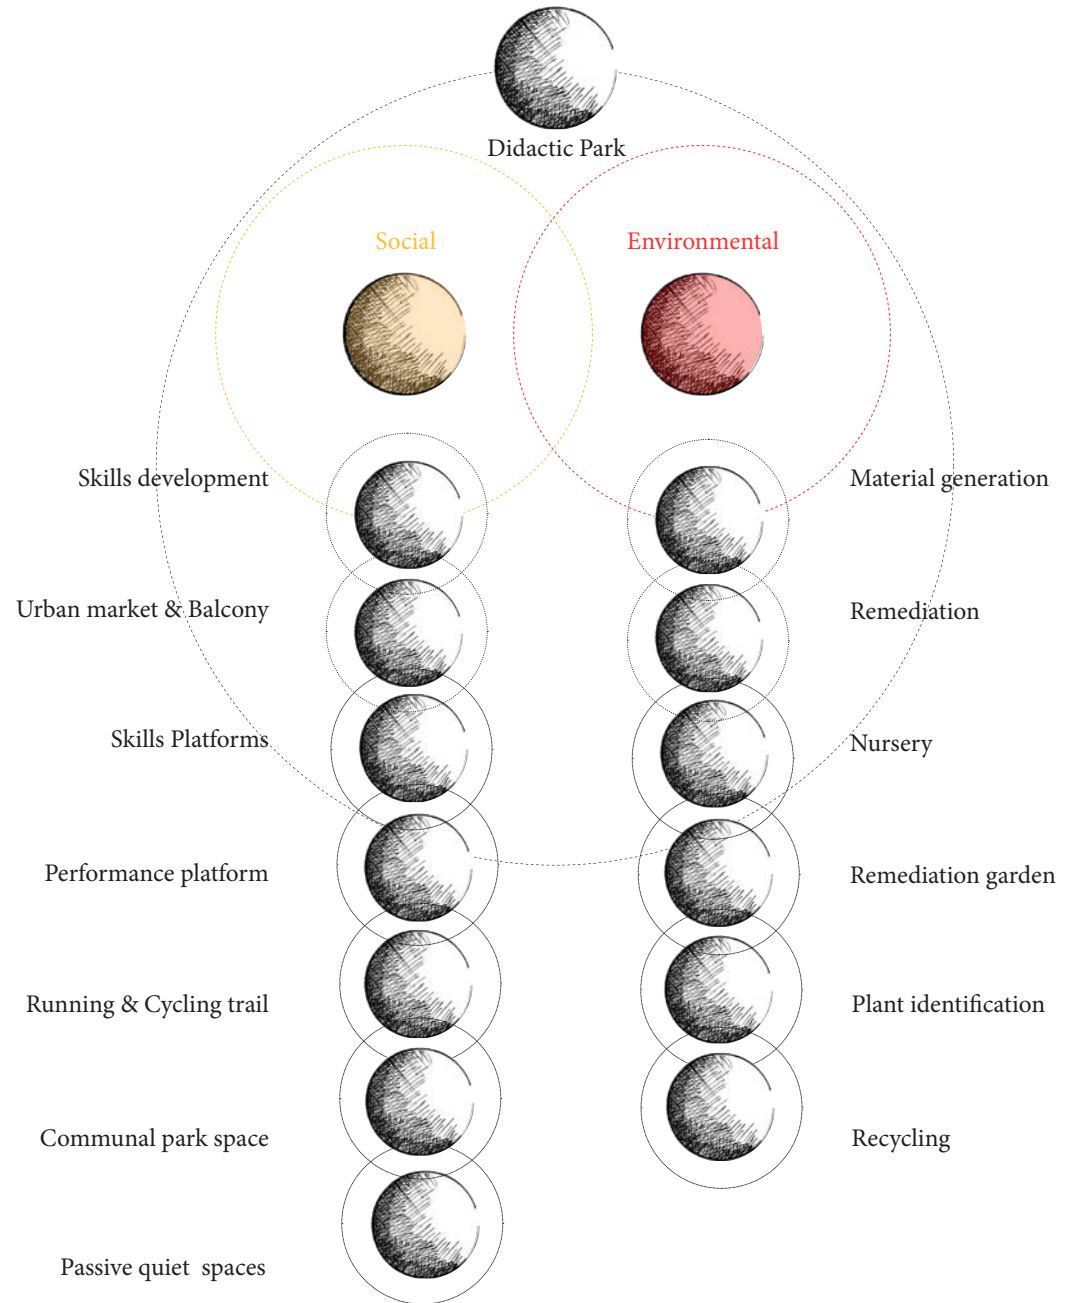 Didactic Park
Social
Environmental
Skills development
Material generation
Urban market & Balcony
Remediation
Skills Platforms
Nursery
Performance platform
Remediation garden
Running & Cycling trail
Plant identification
Communal park space
Recycling
Passive quiet spaces